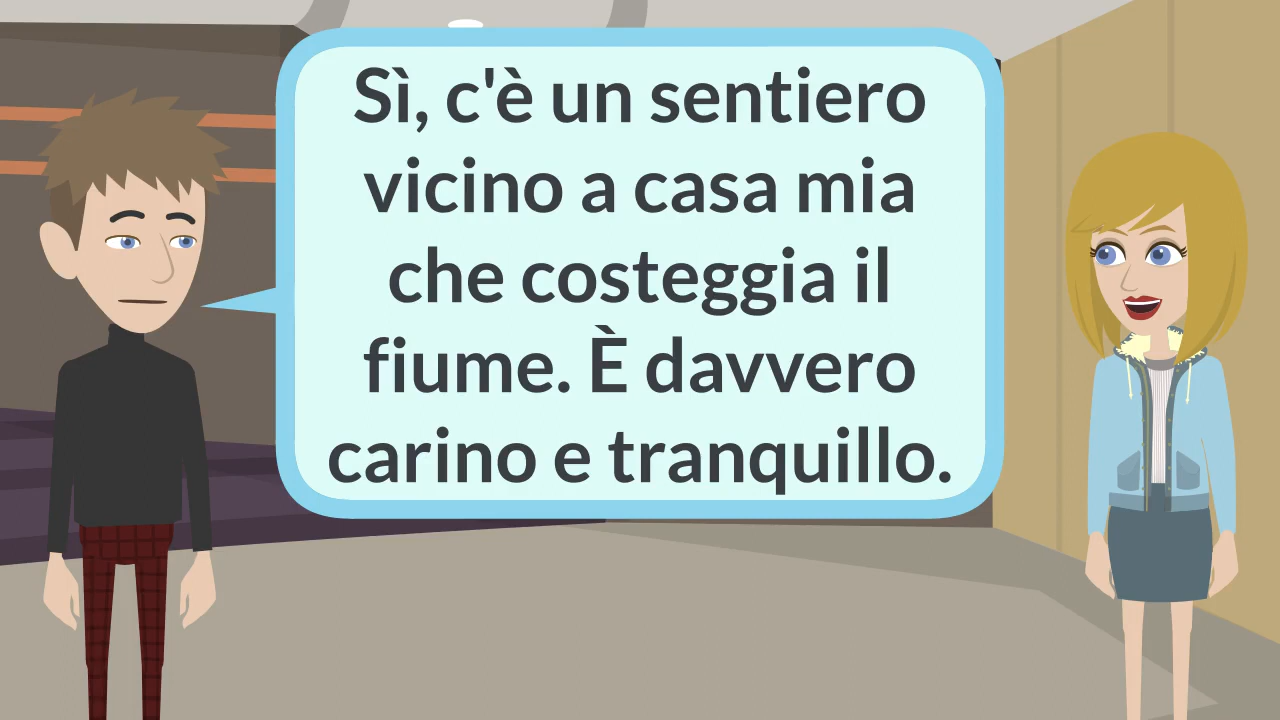 Sì, c'è un sentiero
vicino a casa mia
che costeggia il
fiume. È davvero
carino e tranquillo.